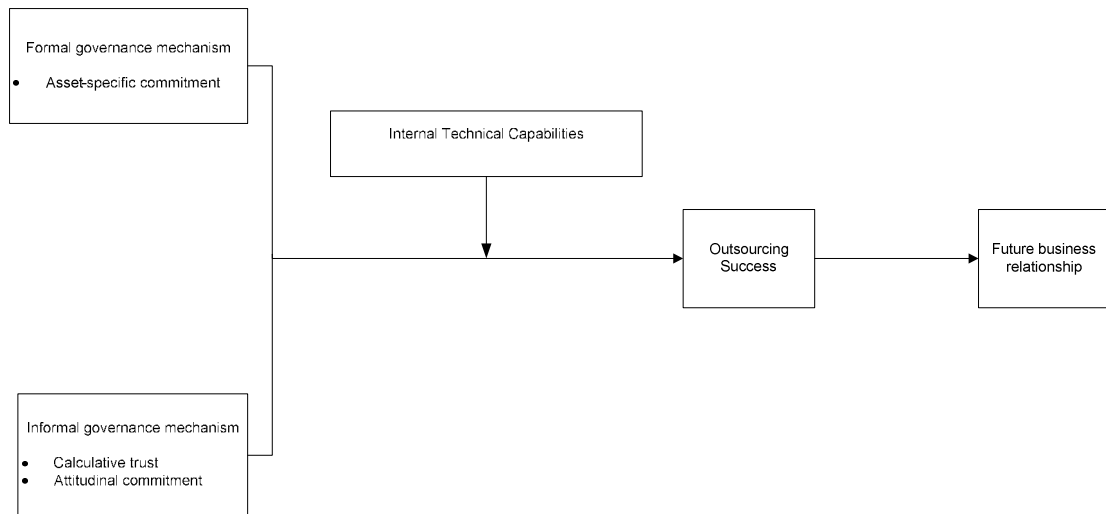 Formal governance mechanism
• Asset-specific commitment
Internal Technical Capabilities
Outsourcing
Success
Future business
relationship
Informal governance mechanism
• Calculative trust
• Attitudinal commitment